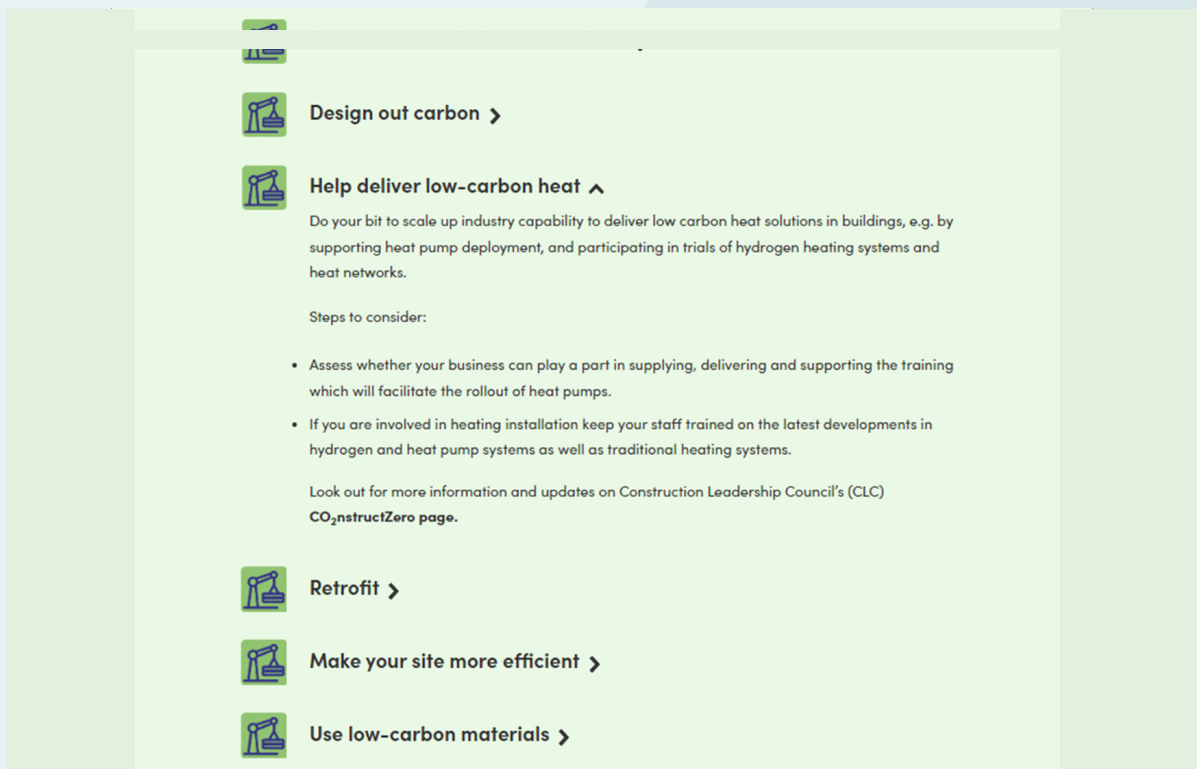 Design out carbon
Help deliver low-carbon heat
Do your bit to scale up industry capability to deliver low carbon heat solutions in buildings, e.g. by
supporting heat pump deployment, and participating in trials of hydrogen heating systems and
heat networks.
Steps to consider:
• Assess whether your business can play a part in supplying, delivering and supporting the training
which will facilitate the rollout of heat pumps.
• If you are involved in heating installation keep your staff trained on the latest developments in
hydrogen and heat pump systems as well as traditional heating systems.
Look out for more information and updates on Construction Leadership Council's (CLC)
CO₂nstructZero page.
Retrofit
Make your site more efficient
Use low-carbon materials